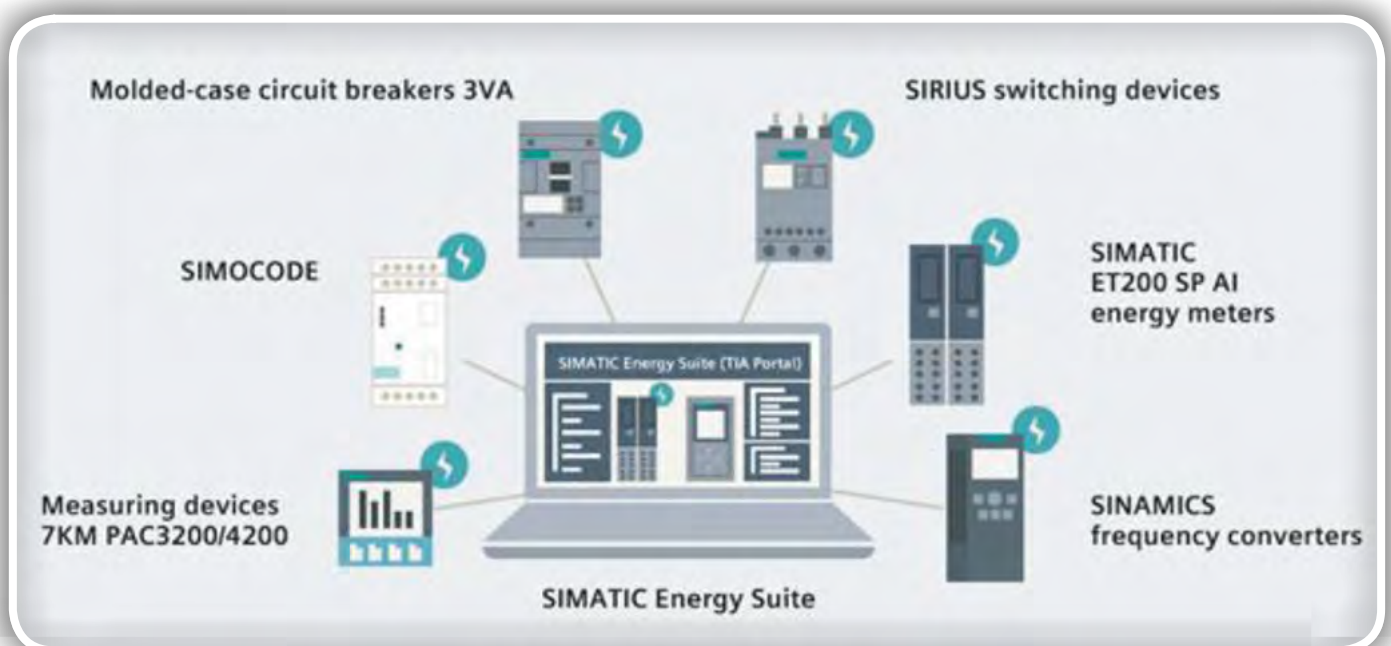 Molded-case circuit breakers 3VA
SIRIUS switching devices
SIMOCODE
SIMATIC
ET200 SP AI
energy meters
SIMATIC Energy Suite (TIA Portal)
Measuring devices
7KM PAC3200/4200
SINAMICS
frequency converters
SIMATIC Energy Suite